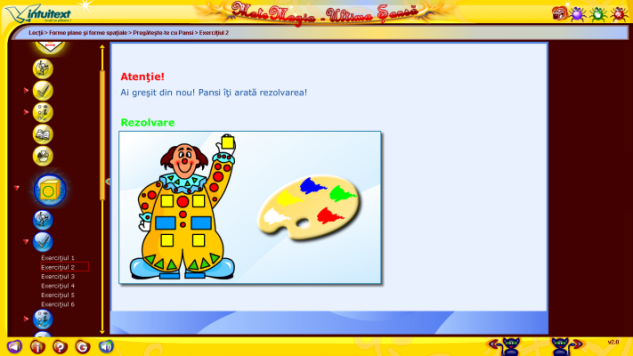 intuitext
MateMagia - Ultima Şansă
Lecţii > Forme plane şi forme spaţiale > Pregăteşte-te cu Pansi > Exerciţiul 2
Atenţie!
Ai greşit din nou! Pansi îţi arată rezolvarea!
Rezolvare
Exerciţiul 1
Exerciţiul 2
Exerciţiul 3
Exerciţiul 4
Exerciţiul 5
Exerciţiul 6
v2.0